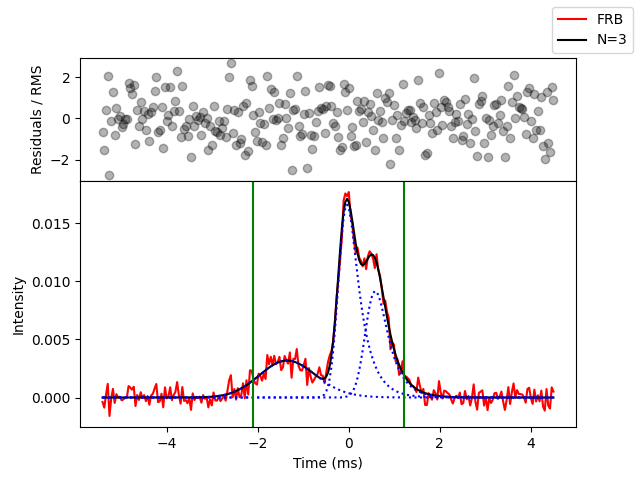 FRB
N=3
Residuals / RMS
2
0
−2
Intensity
0.015
0.010
0.005
0.000
−4 −2 0 2 4
Time (ms)